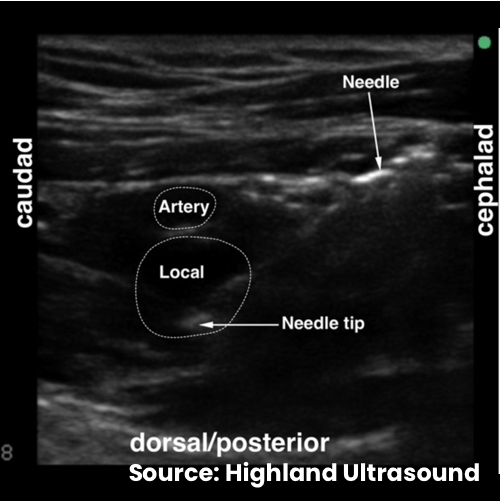 Needle
caudad
cephalad
Artery
Local
Needle tip
8
dorsal/posterior
Source: Highland Ultrasound